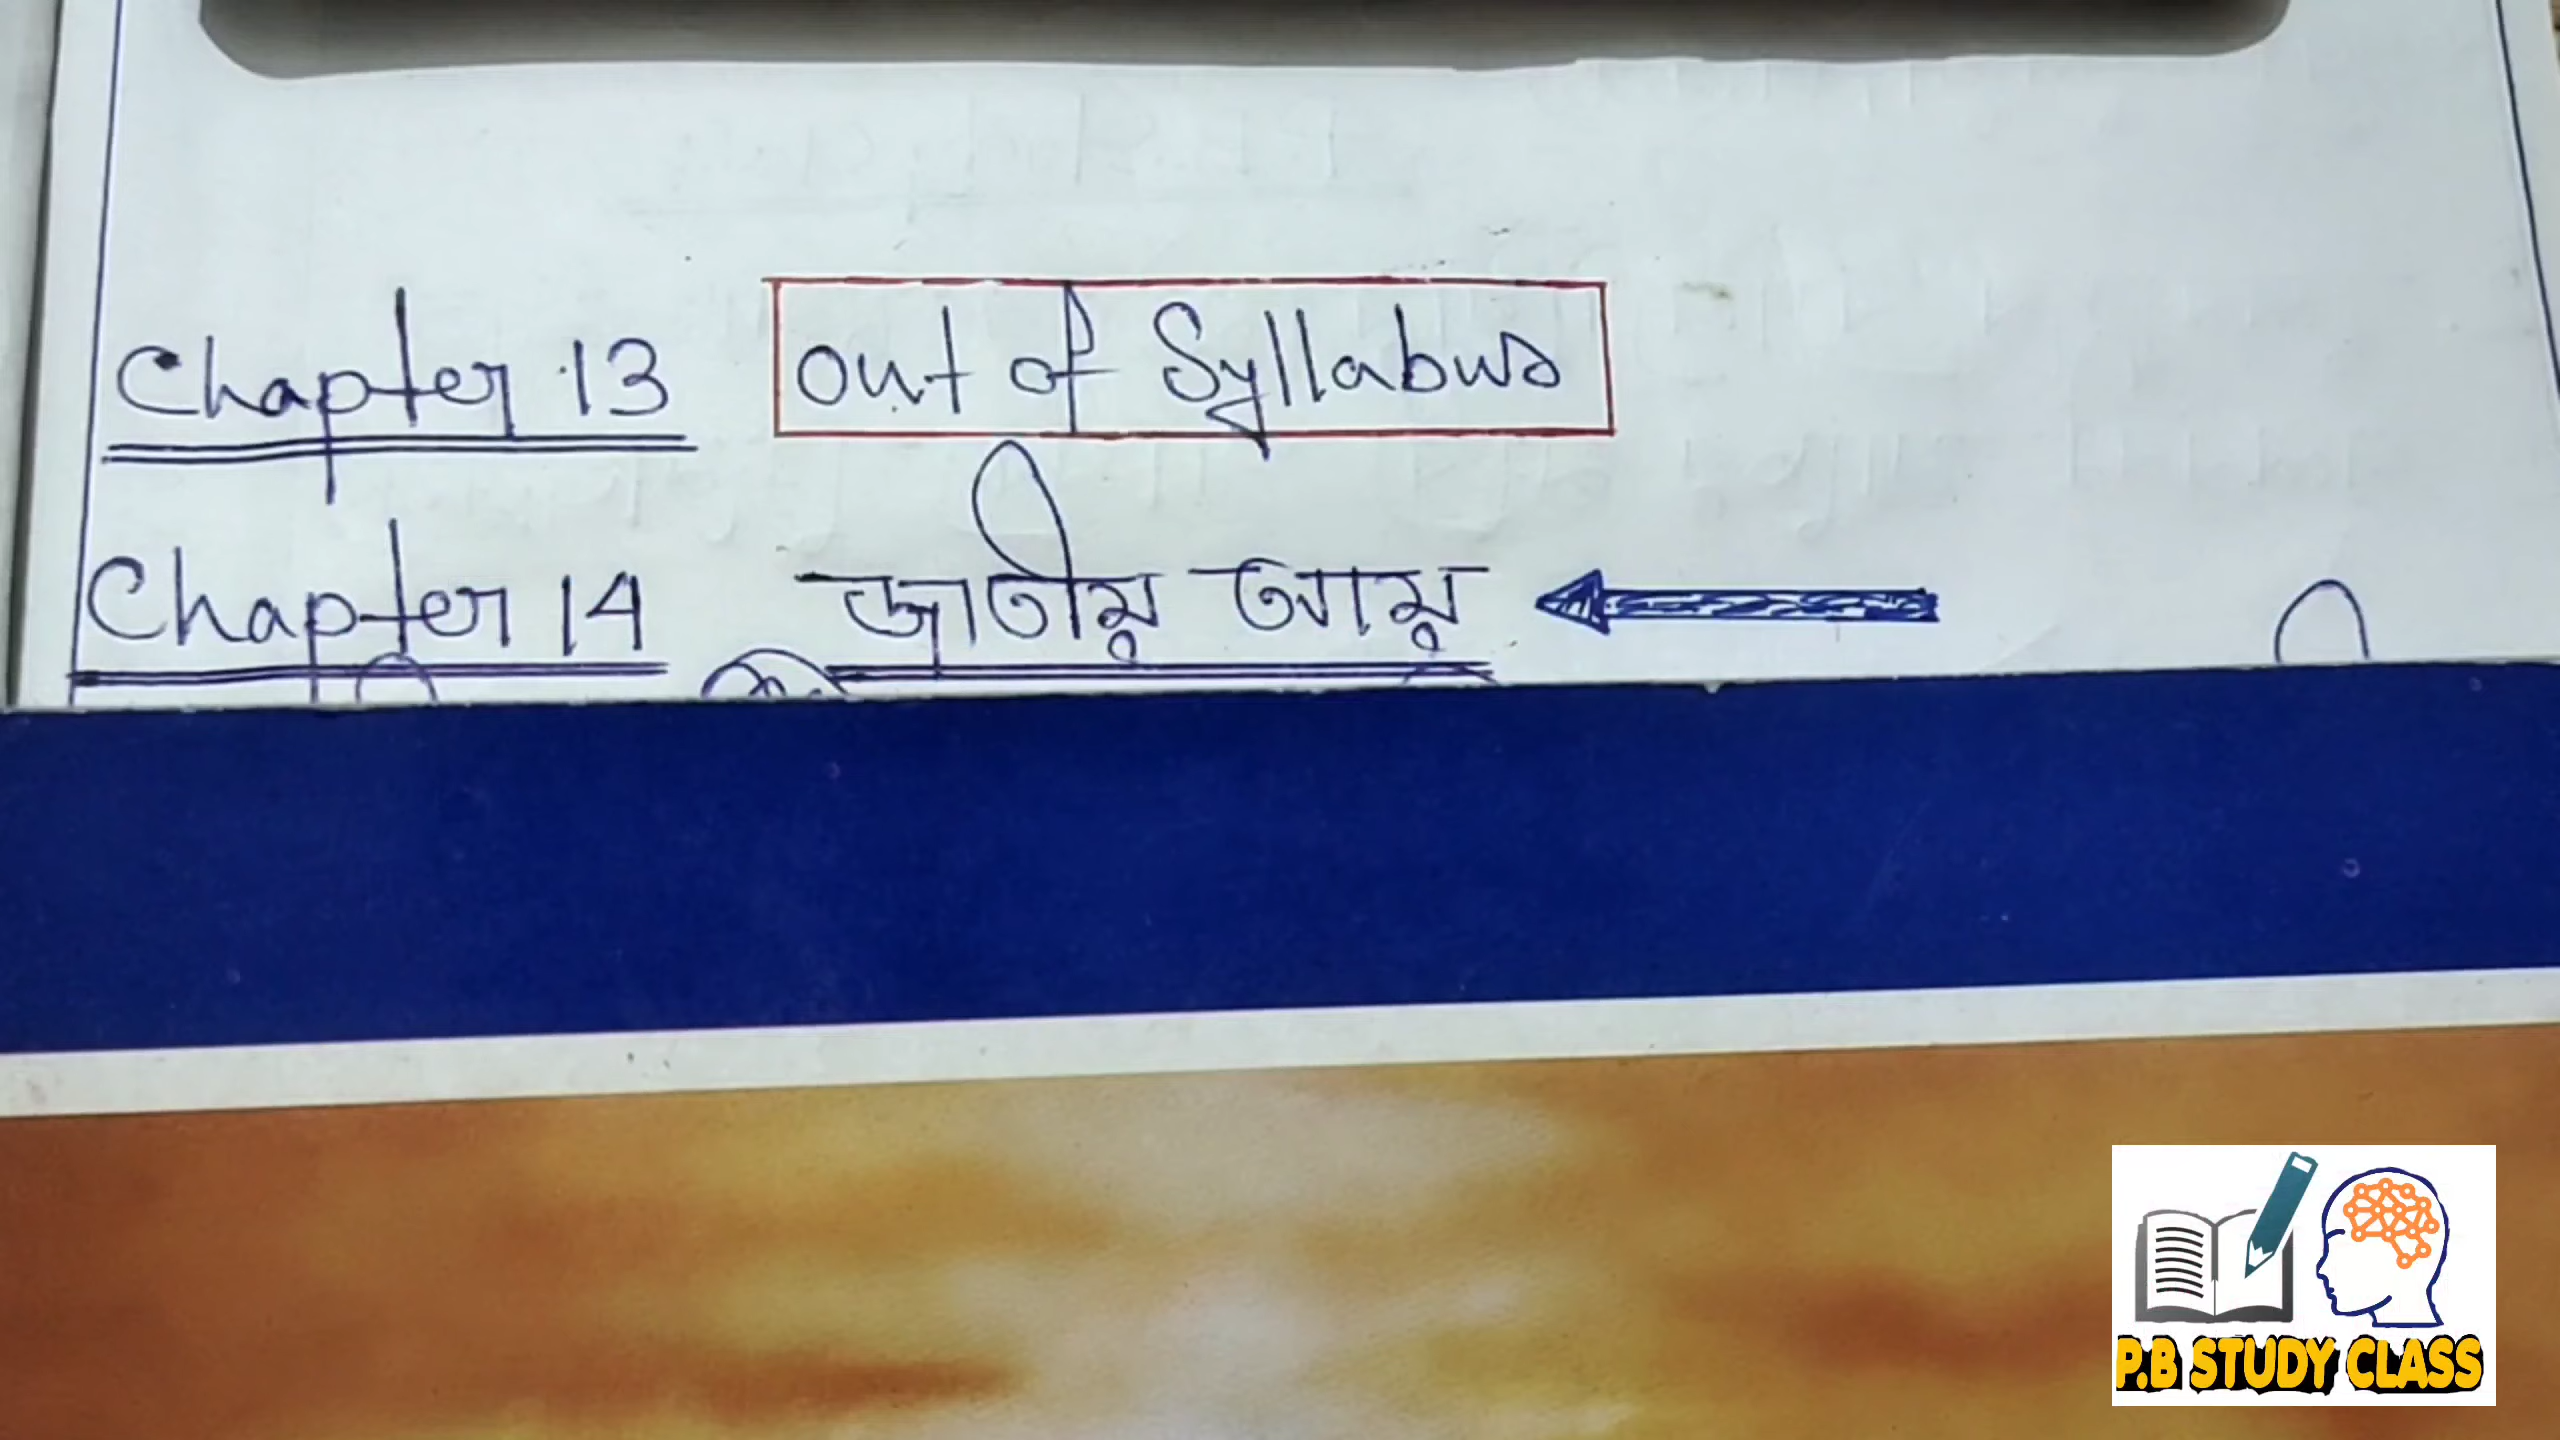 Chapter 13 out of Syllabus
Chapter 14 জাতীয় আয়
P.B STUDY CLASS